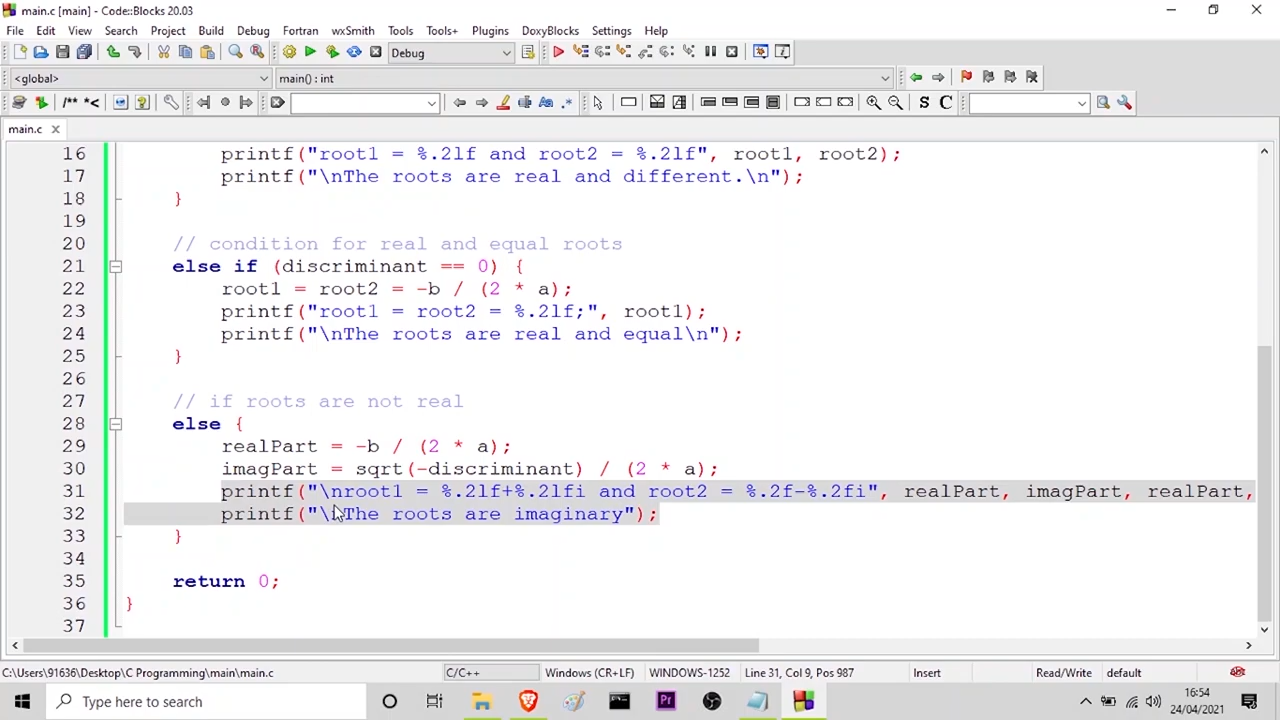 main.c [main] - Code::Blocks 20.03
File Edit View Search Project Build Debug Fortran wxSmith Tools Tools+ Plugins DoxyBlocks Settings Help
Debug
<global> main() : int
/** *< Aa .* S C
main.c
16 printf("root1 = %.2lf and root2 = %.2lf", root1, root2);
17 printf("\nThe roots are real and different.\n");
18 }
19
20 // condition for real and equal roots
21 else if (discriminant == 0) {
22 root1 = root2 = -b / (2 * a);
23 printf("root1 = root2 = %.2lf;", root1);
24 printf("\nThe roots are real and equal\n");
25 }
26
27 // if roots are not real
28 else {
29 realPart = -b / (2 * a);
30 imagPart = sqrt(-discriminant) / (2 * a);
31 printf("\nroot1 = %.2lf+%.2lfi and root2 = %.2f-%.2fi", realPart, imagPart, realPart,
32 printf("\nThe roots are imaginary");
33 }
34
35 return 0;
36 }
37
C:\Users\91636\Desktop\C Programming\main\main.c C/C++ Windows (CR+LF) WINDOWS-1252 Line 31, Col 9, Pos 987 Insert Read/Write default
Type here to search
Pr
16:54
24/04/2021